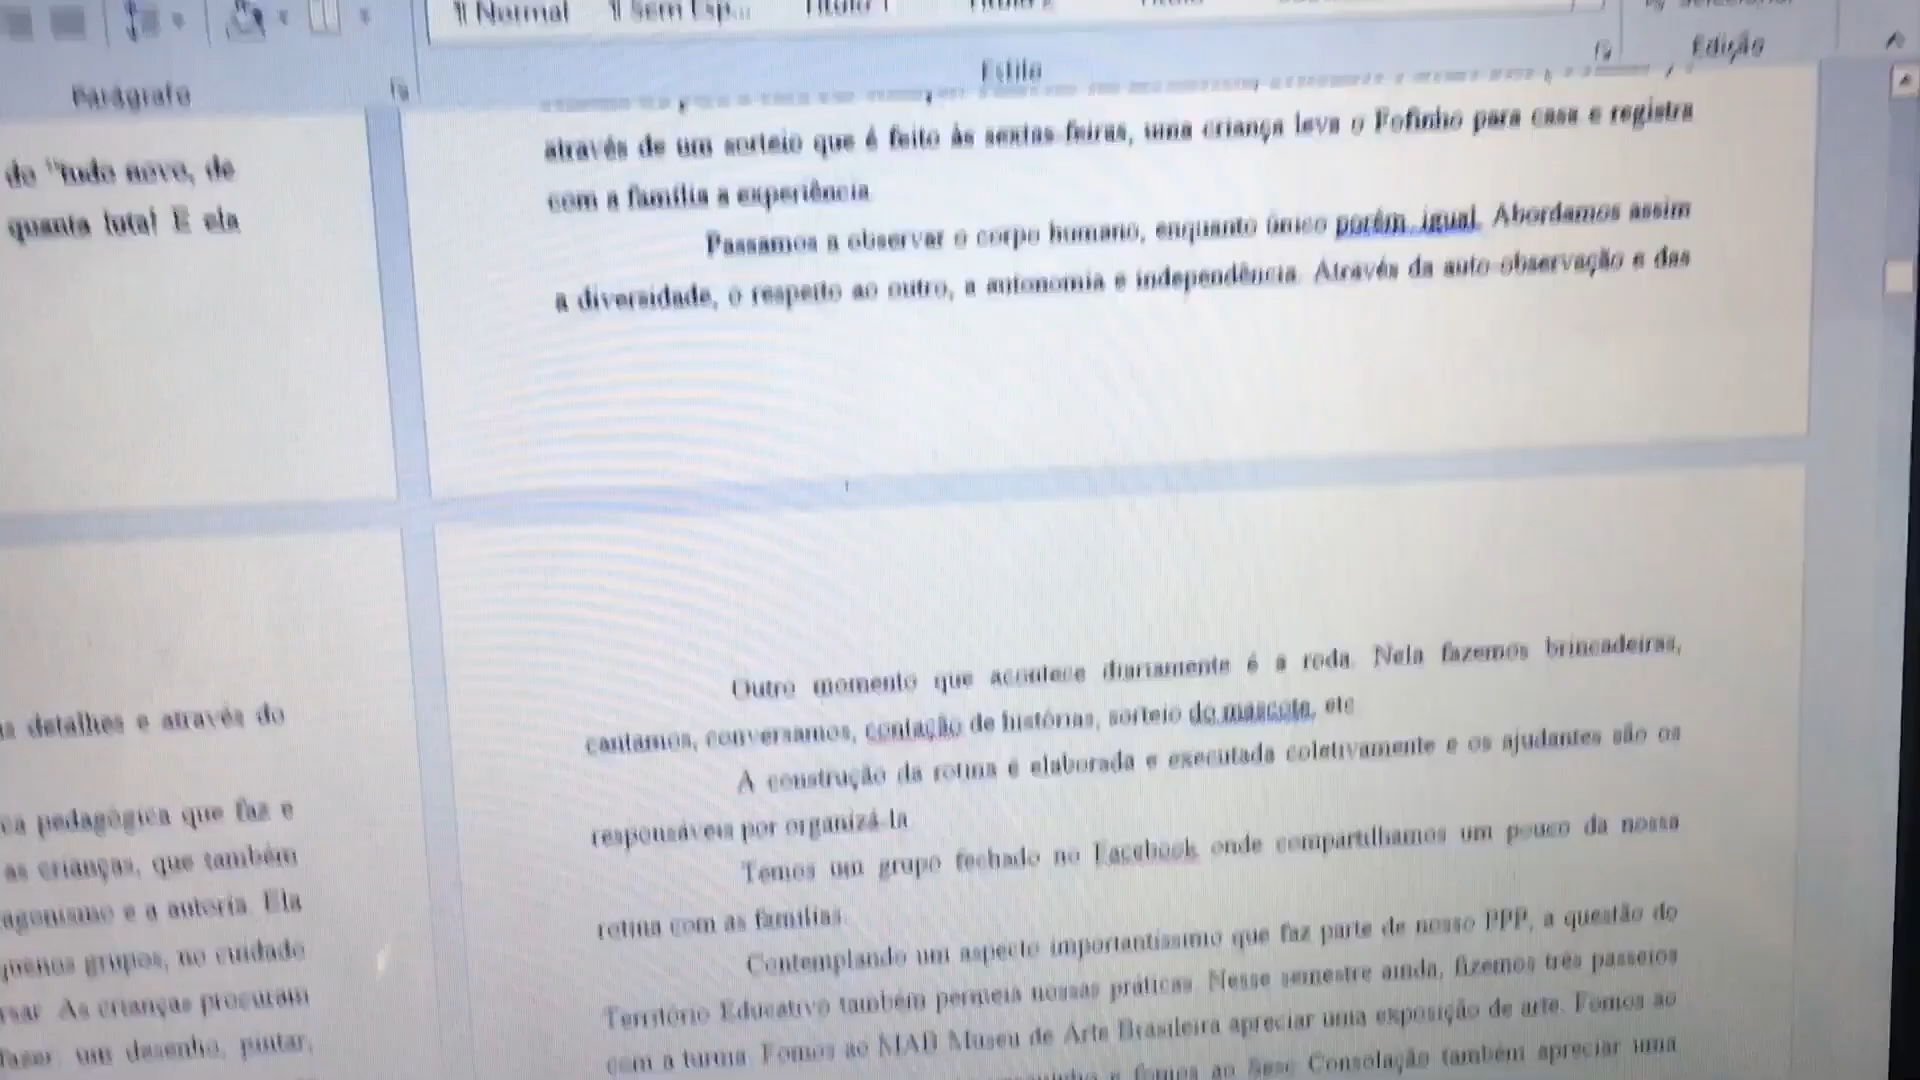 ¶ Normal ¶ Sem Esp... Título 1
Parágrafo
Estilo
Edição
do "tudo novo, de
quanta luta! E ela
s detalhes e através do
ca pedagógica que faz e
as crianças, que também
agonismo e a autoria. Ela
quenos grupos, no cuidado
rsar. As crianças procuram
fazer: um desenho, pintar,
através de um sorteio que é feito às sextas feiras, uma criança leva o Fofinho para casa e registra
com a família a experiência.
Passamos a observar o corpo humano, enquanto único porém, igual. Abordamos assim
a diversidade, o respeito ao outro, a autonomia e independência. Através da auto observação e das
Outro momento que acontece diariamente é a roda. Nela fazemos brincadeiras,
cantamos, conversamos, contação de histórias, sorteio do mascote, etc.
A construção da rotina é elaborada e executada coletivamente e os ajudantes são os
responsáveis por organizá-la.
Temos um grupo fechado no Facebook onde compartilhamos um pouco da nossa
rotina com as famílias.
Contemplando um aspecto importantíssimo que faz parte de nosso PPP, a questão do
Território Educativo também permeia nossas práticas. Nesse semestre ainda, fizemos três passeios
com a turma. Fomos ao MAB Museu de Arte Brasileira apreciar uma exposição de arte. Fomos ao
e fomos ao Sesc Consolação também apreciar uma